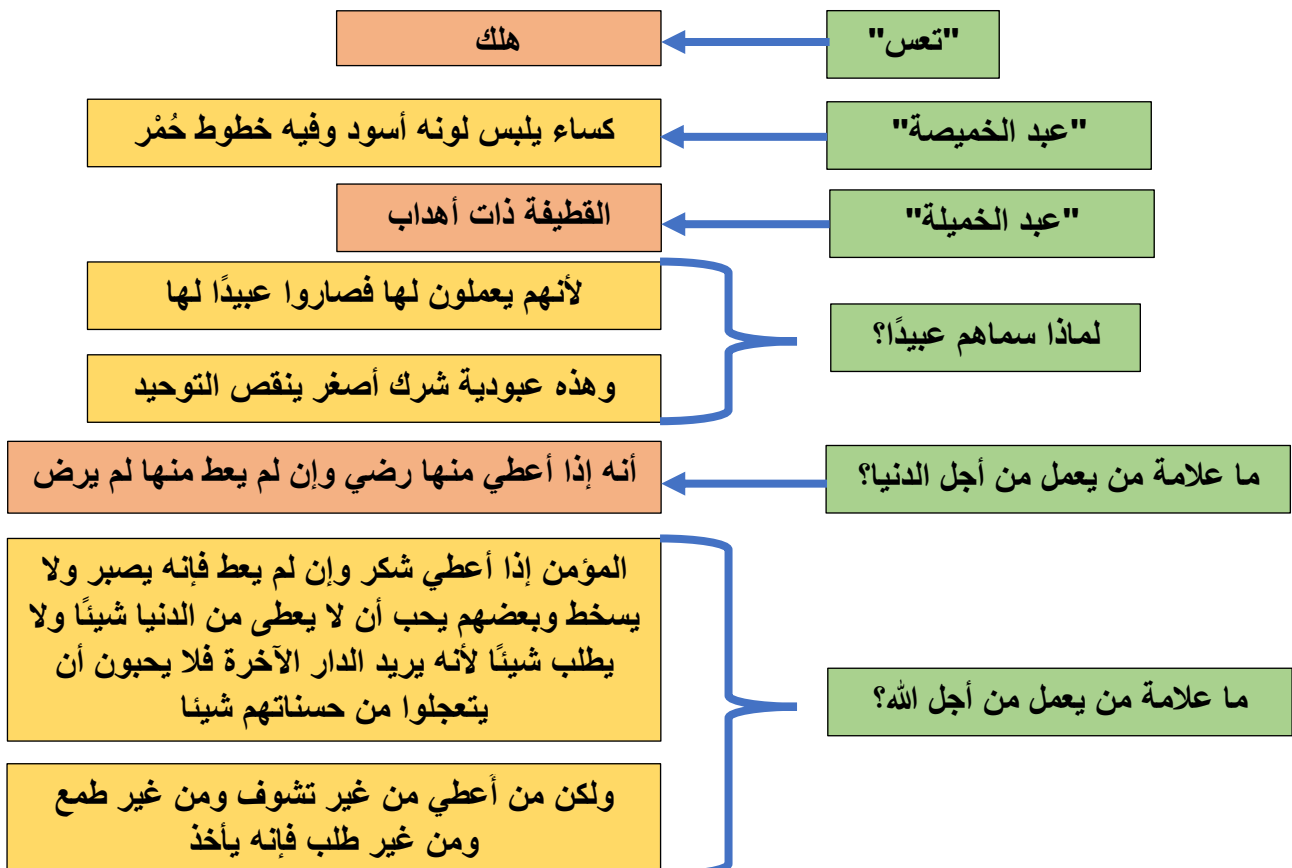 "تعس"
هلك
"عبد الخميصة"
كساء يلبس لونه أسود وفيه خطوط حُمْر
"عبد الخميلة"
القطيفة ذات أهداب
لماذا سماهم عبيدًا؟
لأنهم يعملون لها فصاروا عبيدًا لها
وهذه عبودية شرك أصغر ينقص التوحيد
ما علامة من يعمل من أجل الدنيا؟
أنه إذا أعطي منها رضي وإن لم يعط منها لم يرض
ما علامة من يعمل من أجل الله؟
المؤمن إذا أعطي شكر وإن لم يعط فإنه يصبر ولا
يسخط وبعضهم يحب أن لا يعطى من الدنيا شيئًا ولا
يطلب شيئًا لأنه يريد الدار الآخرة فلا يحبون أن
يتعجلوا من حسناتهم شيئا
ولكن من أَعطي من غير تشوف ومن غير طمع
ومن غير طلب فإنه يأخذ